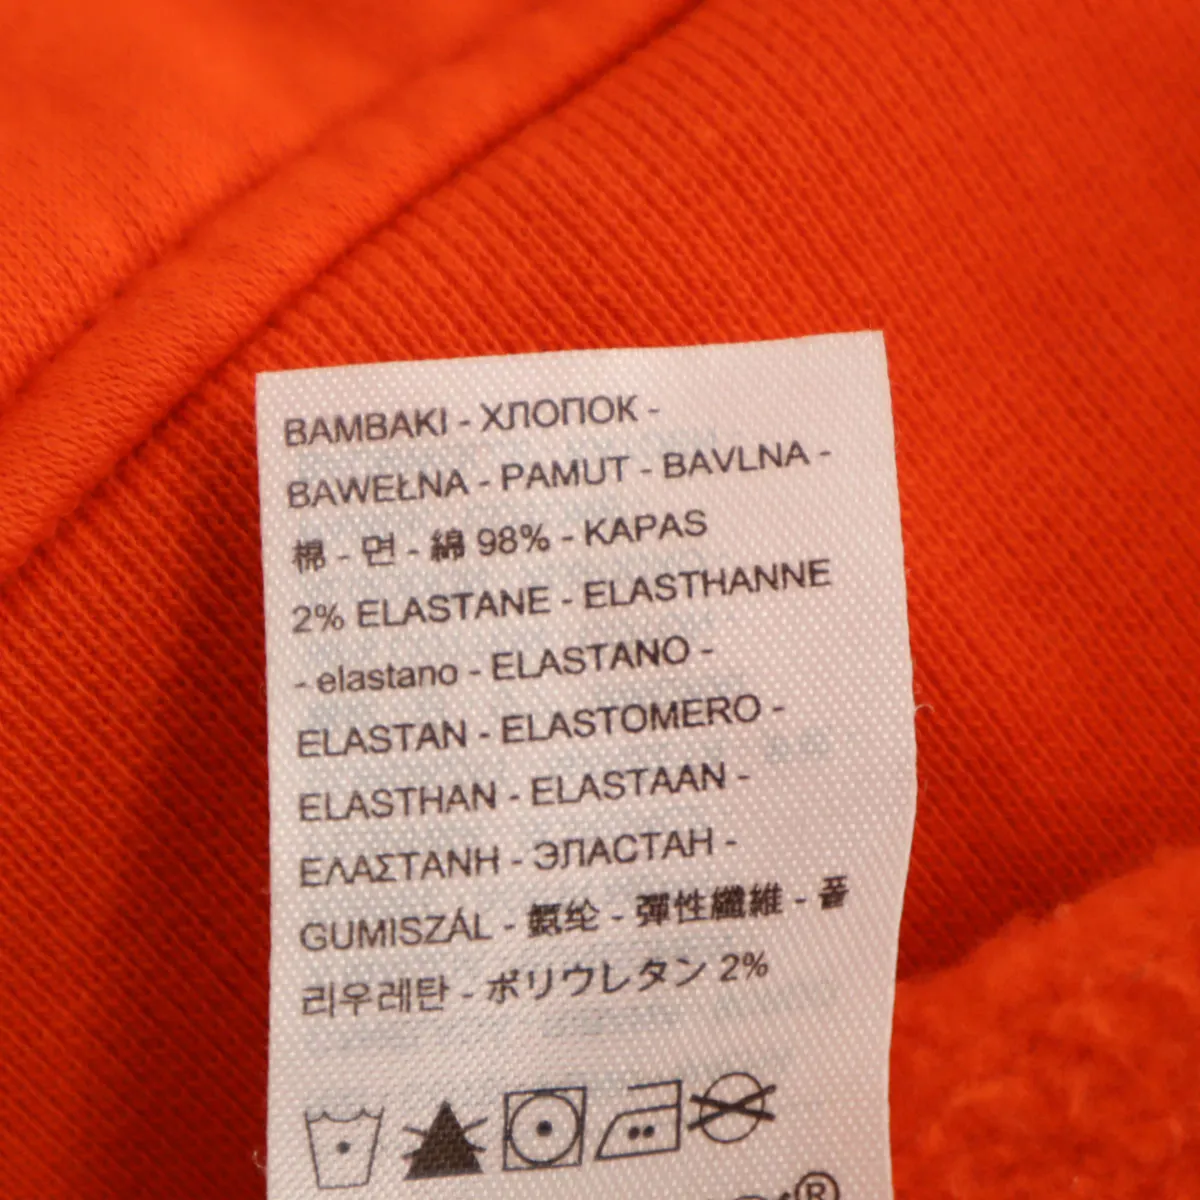 BAMBAKI - ХЛОПОК -
BAWEŁNA - PAMUT - BAVLNA -
棉 - 면 - 綿 98% - KAPAS
2% ELASTANE - ELASTHANNE
- elastano - ELASTANO -
ELASTAN - ELASTOMERO -
ELASTHAN - ELASTAAN -
ΕΛΑΣΤΑΝΗ - ЭЛАСТАН -
GUMISZÁL - 氨纶 - 彈性纖維 - 폴
리우레탄 - ポリウレタン 2%
®